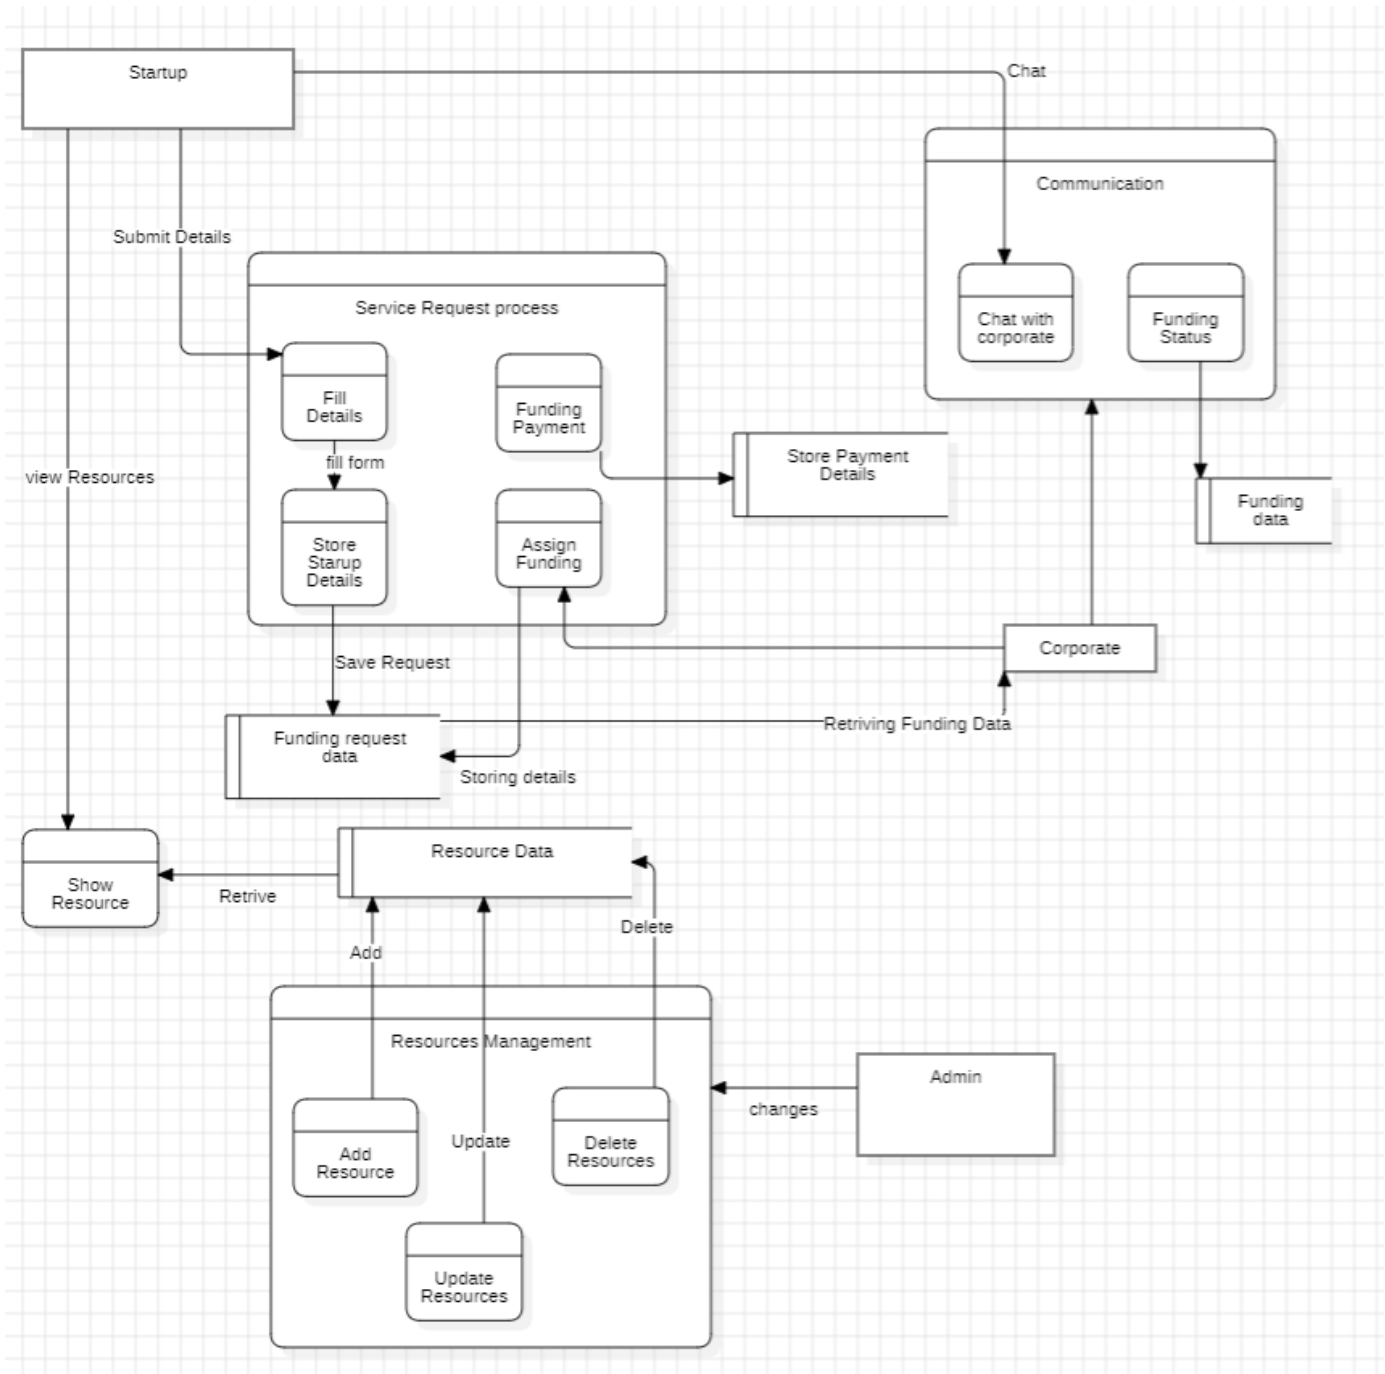 Startup
Chat
Communication
Submit Details
Service Request process
Chat with
corporate
Funding
Status
Fill
Details
Funding
Payment
fill form
view Resources
Store Payment
Details
Funding
data
Store
Starup
Details
Assign
Funding
Corporate
Save Request
Retriving Funding Data
Funding request
data
Storing details
Resource Data
Show
Resource
Retrive
Delete
Add
Resources Management
Admin
changes
Update
Delete
Resources
Add
Resource
Update
Resources